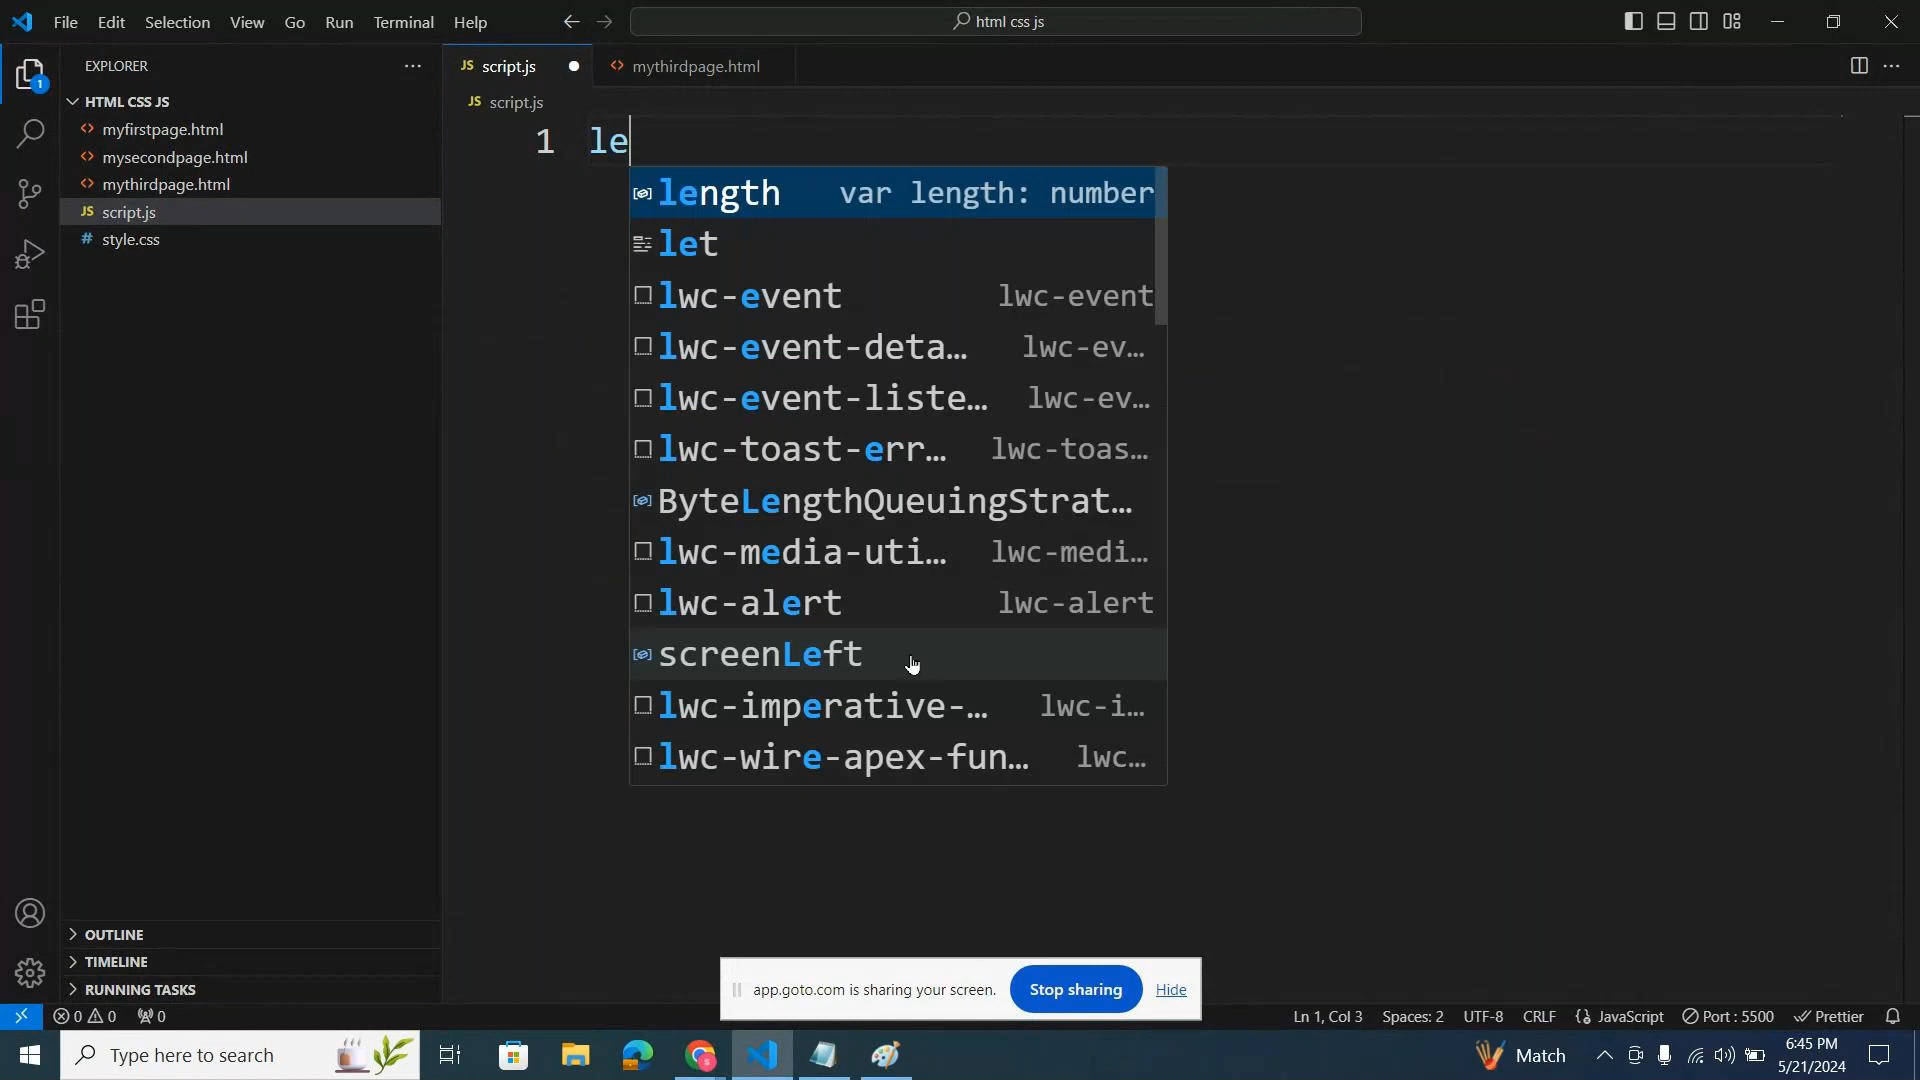 File Edit Selection View Go Run Terminal Help
html css js
EXPLORER
1
HTML CSS JS
myfirstpage.html
mysecondpage.html
mythirdpage.html
JS script.js
# style.css
OUTLINE
TIMELINE
RUNNING TASKS
JS script.js
mythirdpage.html
JS script.js
1 le
length var length: number
let
lwc-event lwc-event
lwc-event-deta… lwc-ev…
lwc-event-liste… lwc-ev…
lwc-toast-err… lwc-toas…
ByteLengthQueuingStrat…
lwc-media-uti… lwc-medi…
lwc-alert lwc-alert
screenLeft
lwc-imperative-… lwc-i…
lwc-wire-apex-fun… lwc…
app.goto.com is sharing your screen. Stop sharing Hide
0 0 0
Ln 1, Col 3 Spaces: 2 UTF-8 CRLF {} JavaScript Port : 5500 Prettier
Type here to search
Match
6:45 PM
5/21/2024